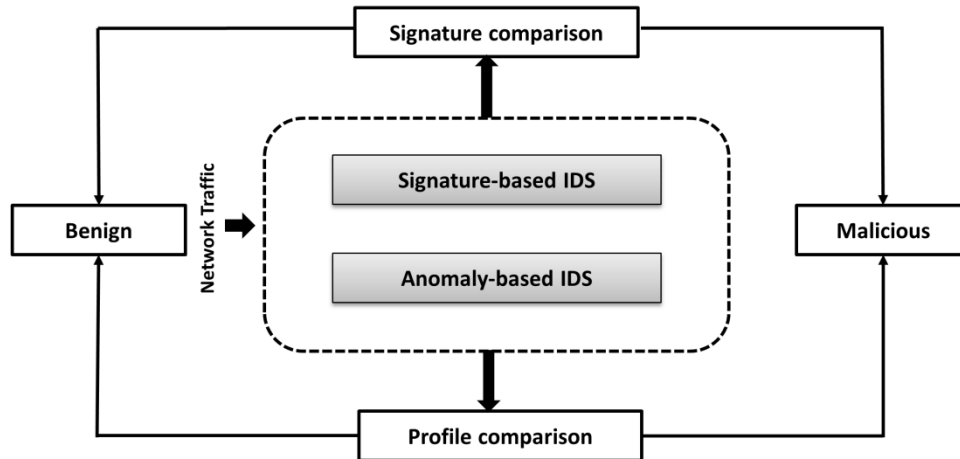 Signature comparison
Signature-based IDS
Benign
Network Traffic
Malicious
Anomaly-based IDS
Profile comparison